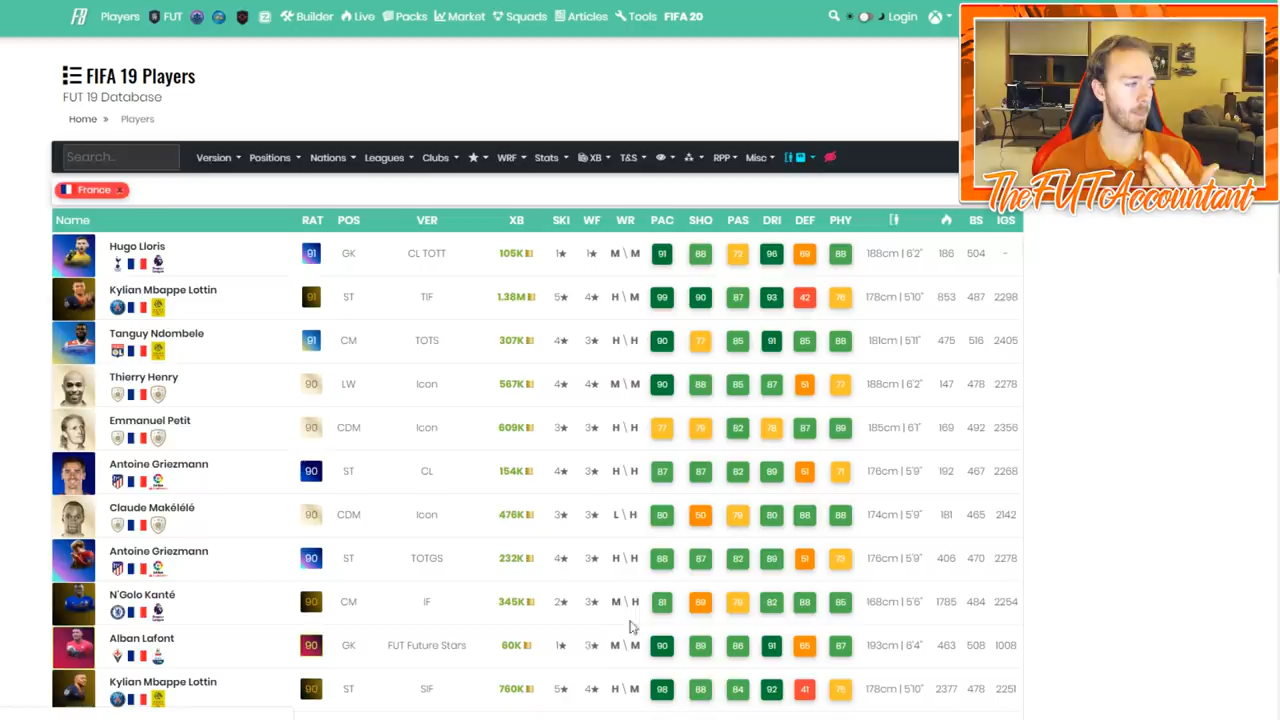 FB Players FUT Builder Live Packs Market Squads Articles Tools FIFA 20 Login
FIFA 19 Players
FUT 19 Database
Home » Players
Search... Version Positions Nations Leagues Clubs WRF Stats XB T&S RPP Misc
France x
TheFUTAccountant
Name RAT POS VER XB SKI WF WR PAC SHO PAS DRI DEF PHY BS IGS
Hugo Lloris 91 GK CL TOTT 105K 1★ 1★ M \ M 91 88 72 96 69 88 188cm | 6'2" 186 504 -
Kylian Mbappe Lottin 91 ST TIF 1.38M 5★ 4★ H \ M 99 90 87 93 42 78 178cm | 5'10" 853 487 2298
Tanguy Ndombele 91 CM TOTS 307K 4★ 3★ H \ H 90 77 85 91 85 88 181cm | 5'11" 475 516 2405
Thierry Henry 90 LW Icon 567K 4★ 4★ M \ M 90 88 85 87 51 77 188cm | 6'2" 147 478 2278
Emmanuel Petit 90 CDM Icon 609K 3★ 3★ H \ H 77 79 82 78 87 89 185cm | 6'1" 169 492 2356
Antoine Griezmann 90 ST CL 154K 4★ 3★ H \ H 87 87 82 89 51 71 176cm | 5'9" 192 467 2268
Claude Makélélé 90 CDM Icon 476K 3★ 3★ L \ H 80 50 79 80 88 88 174cm | 5'9" 181 465 2142
Antoine Griezmann 90 ST TOTGS 232K 4★ 3★ H \ H 88 87 82 89 51 73 176cm | 5'9" 406 470 2278
N'Golo Kanté 90 CM IF 345K 2★ 3★ M \ H 81 69 79 82 88 85 168cm | 5'6" 1785 484 2254
Alban Lafont 90 GK FUT Future Stars 60K 1★ 3★ M \ M 90 89 86 91 65 87 193cm | 6'4" 463 508 1008
Kylian Mbappe Lottin 90 ST SIF 760K 5★ 4★ H \ M 98 88 84 92 41 75 178cm | 5'10" 2377 478 2251